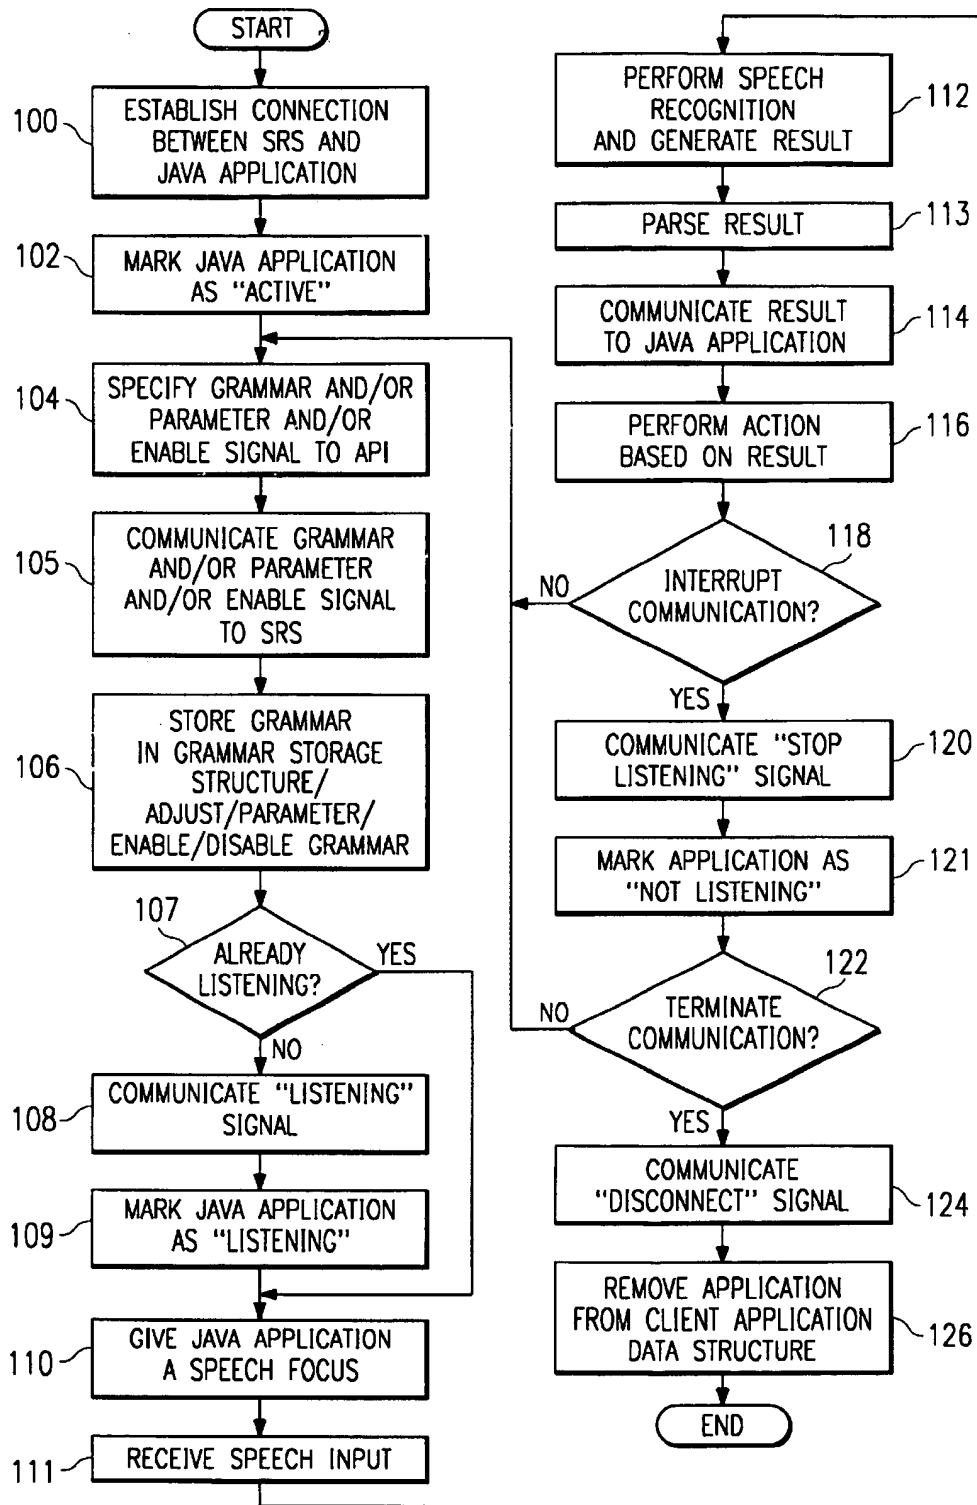 START
100
ESTABLISH CONNECTION
BETWEEN SRS AND
JAVA APPLICATION
102
MARK JAVA APPLICATION
AS "ACTIVE"
104
SPECIFY GRAMMAR AND/OR
PARAMETER AND/OR
ENABLE SIGNAL TO API
105
COMMUNICATE GRAMMAR
AND/OR PARAMETER
AND/OR ENABLE SIGNAL
TO SRS
106
STORE GRAMMAR
IN GRAMMAR STORAGE
STRUCTURE/
ADJUST/PARAMETER/
ENABLE/DISABLE GRAMMAR
107
ALREADY
LISTENING?
YES
NO
108
COMMUNICATE "LISTENING"
SIGNAL
109
MARK JAVA APPLICATION
AS "LISTENING"
110
GIVE JAVA APPLICATION
A SPEECH FOCUS
111
RECEIVE SPEECH INPUT
PERFORM SPEECH
RECOGNITION
AND GENERATE RESULT
112
PARSE RESULT
113
COMMUNICATE RESULT
TO JAVA APPLICATION
114
PERFORM ACTION
BASED ON RESULT
116
118
INTERRUPT
COMMUNICATION?
NO
YES
COMMUNICATE "STOP
LISTENING" SIGNAL
120
MARK APPLICATION AS
"NOT LISTENING"
121
122
TERMINATE
COMMUNICATION?
NO
YES
COMMUNICATE
"DISCONNECT" SIGNAL
124
REMOVE APPLICATION
FROM CLIENT APPLICATION
DATA STRUCTURE
126
END